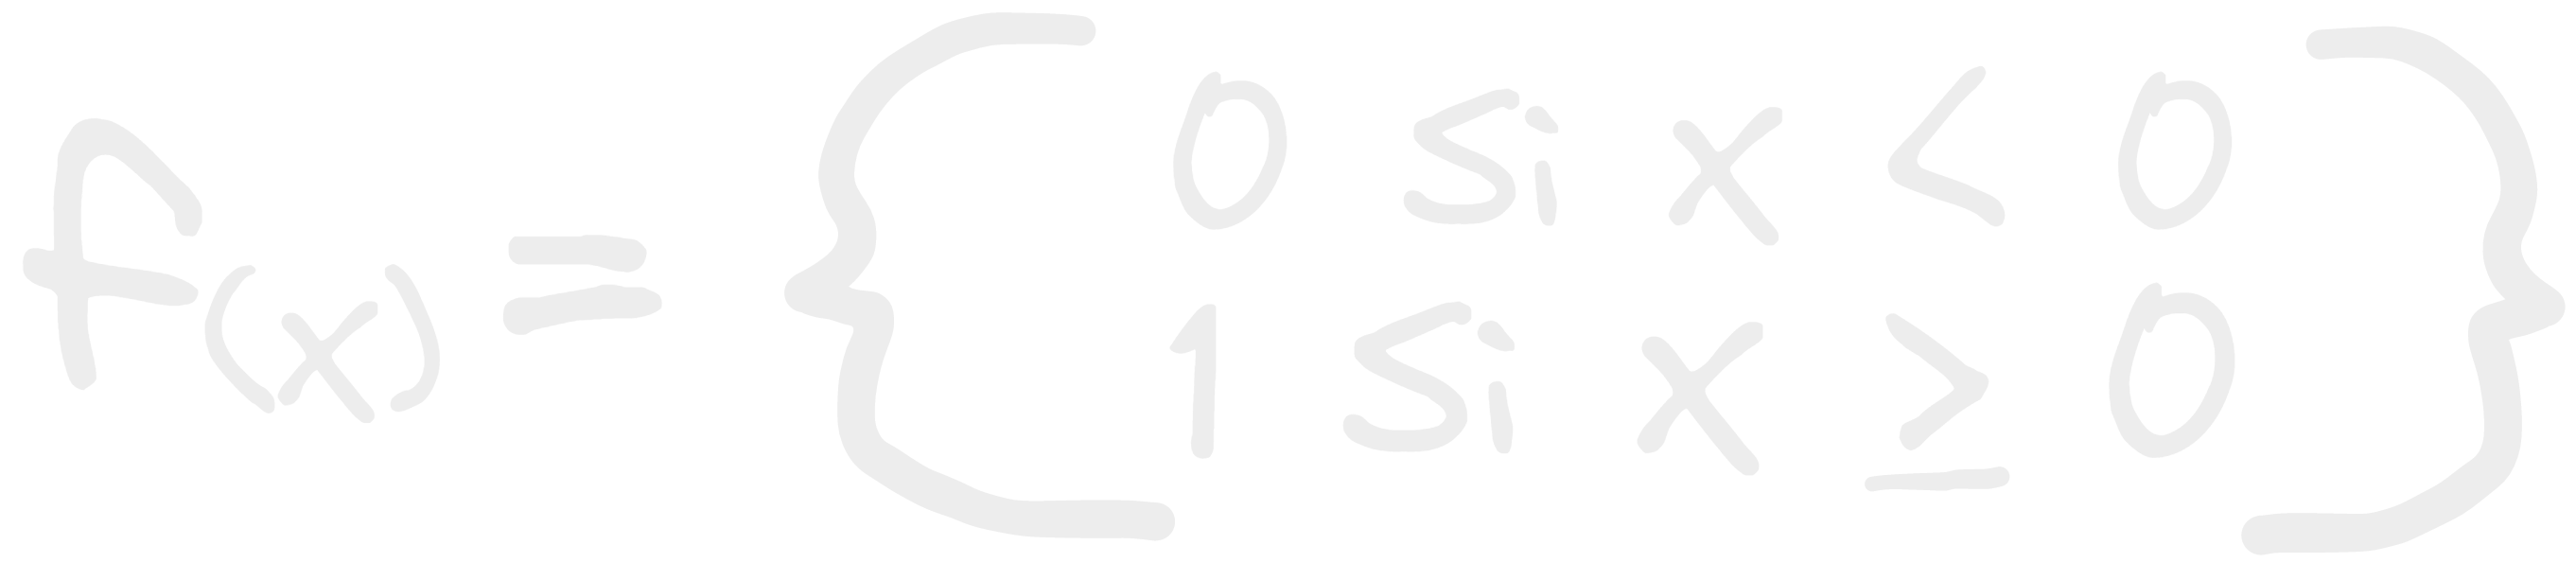 f(x) = { 0 si x < 0
1 si x ≥ 0 }